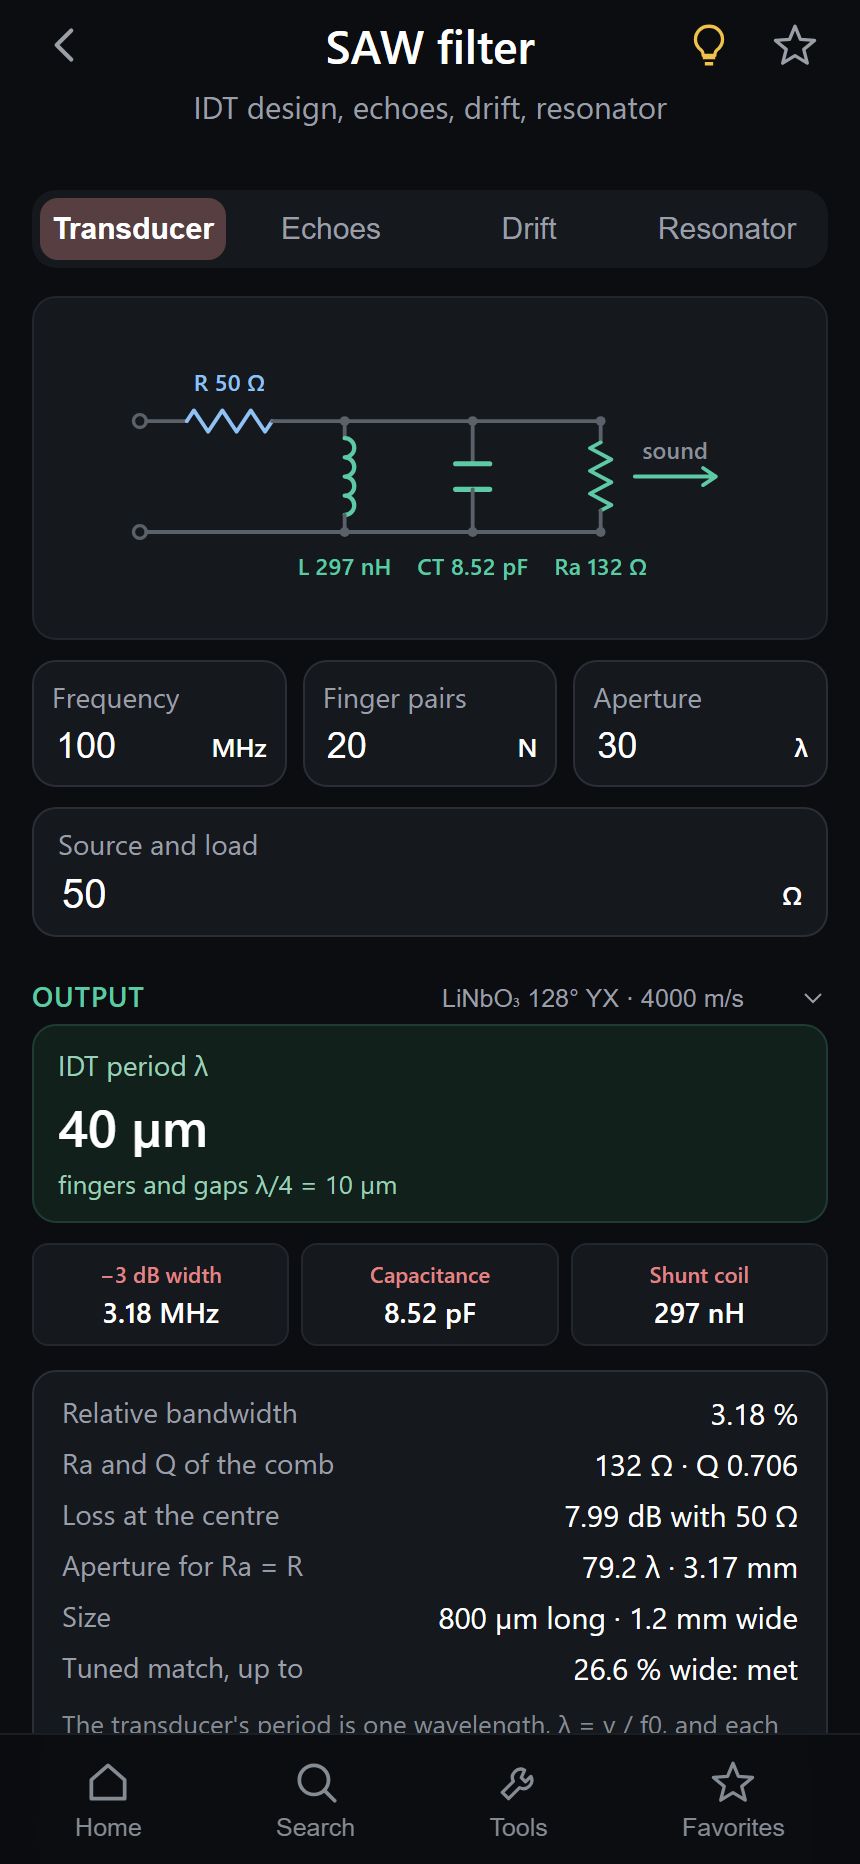 SAW filter
IDT design, echoes, drift, resonator
Transducer Echoes Drift Resonator
R 50 Ω
sound
L 297 nH CT 8.52 pF Ra 132 Ω
Frequency Finger pairs Aperture
100 MHz 20 N 30 λ
Source and load
50 Ω
OUTPUT LiNbO₃ 128° YX · 4000 m/s
IDT period λ
40 µm
fingers and gaps λ/4 = 10 µm
−3 dB width Capacitance Shunt coil
3.18 MHz 8.52 pF 297 nH
Relative bandwidth 3.18 %
Ra and Q of the comb 132 Ω · Q 0.706
Loss at the centre 7.99 dB with 50 Ω
Aperture for Ra = R 79.2 λ · 3.17 mm
Size 800 µm long · 1.2 mm wide
Tuned match, up to 26.6 % wide: met
The transducer's period is one wavelength, λ = v / f0, and each
Home Search Tools Favorites